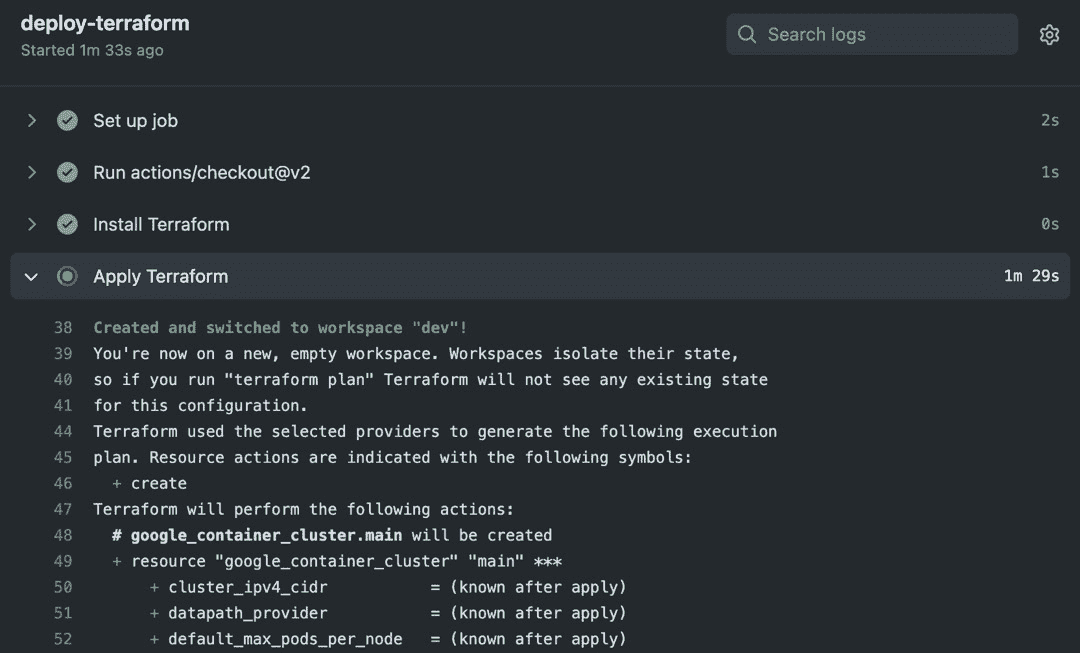 deploy-terraform
Started 1m 33s ago
Search logs
Set up job 2s
Run actions/checkout@v2 1s
Install Terraform 0s
Apply Terraform 1m 29s
38 Created and switched to workspace "dev"!
39 You're now on a new, empty workspace. Workspaces isolate their state,
40 so if you run "terraform plan" Terraform will not see any existing state
41 for this configuration.
44 Terraform used the selected providers to generate the following execution
45 plan. Resource actions are indicated with the following symbols:
46 + create
47 Terraform will perform the following actions:
48 # google_container_cluster.main will be created
49 + resource "google_container_cluster" "main" ***
50 + cluster_ipv4_cidr = (known after apply)
51 + datapath_provider = (known after apply)
52 + default_max_pods_per_node = (known after apply)